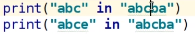 print("abc" in "abcba")
print("abce" in "abcba")